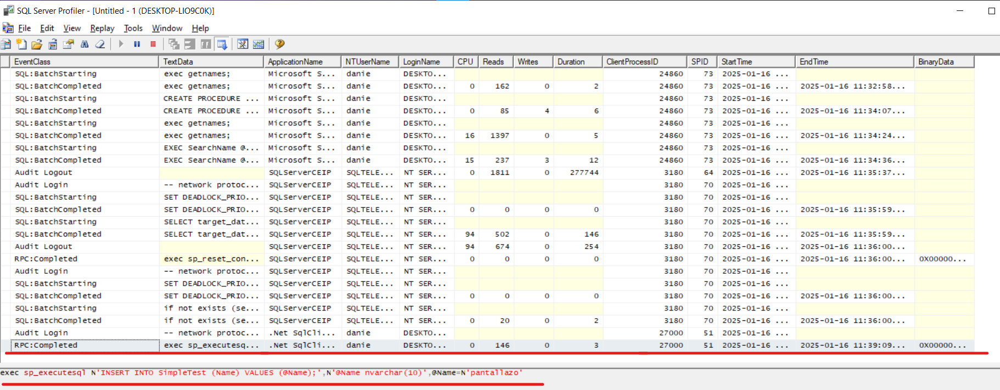 SQL Server Profiler - [Untitled - 1 (DESKTOP-LIO9C0K)]
File Edit View Replay Tools Window Help
EventClass TextData ApplicationName NTUserName LoginName CPU Reads Writes Duration ClientProcessID SPID StartTime EndTime BinaryData
SQL:BatchStarting exec getnames; Microsoft S... danie DESKTO... 24860 73 2025-01-16 ...
SQL:BatchCompleted exec getnames; Microsoft S... danie DESKTO... 0 162 0 2 24860 73 2025-01-16 ... 2025-01-16 11:32:58...
SQL:BatchStarting CREATE PROCEDURE ... Microsoft S... danie DESKTO... 24860 73 2025-01-16 ...
SQL:BatchCompleted CREATE PROCEDURE ... Microsoft S... danie DESKTO... 0 85 4 6 24860 73 2025-01-16 ... 2025-01-16 11:34:07...
SQL:BatchStarting exec getnames; Microsoft S... danie DESKTO... 24860 73 2025-01-16 ...
SQL:BatchCompleted exec getnames; Microsoft S... danie DESKTO... 16 1397 0 5 24860 73 2025-01-16 ... 2025-01-16 11:34:24...
SQL:BatchStarting EXEC SearchName @... Microsoft S... danie DESKTO... 24860 73 2025-01-16 ...
SQL:BatchCompleted EXEC SearchName @... Microsoft S... danie DESKTO... 15 237 3 12 24860 73 2025-01-16 ... 2025-01-16 11:34:36...
Audit Logout SQLServerCEIP SQLTELE... NT SER... 0 1811 0 277744 3180 64 2025-01-16 ... 2025-01-16 11:35:37...
Audit Login -- network protoc... SQLServerCEIP SQLTELE... NT SER... 3180 70 2025-01-16 ...
SQL:BatchStarting SET DEADLOCK_PRIO... SQLServerCEIP SQLTELE... NT SER... 3180 70 2025-01-16 ...
SQL:BatchCompleted SET DEADLOCK_PRIO... SQLServerCEIP SQLTELE... NT SER... 0 0 0 0 3180 70 2025-01-16 ... 2025-01-16 11:35:59...
SQL:BatchStarting SELECT target_dat... SQLServerCEIP SQLTELE... NT SER... 3180 70 2025-01-16 ...
SQL:BatchCompleted SELECT target_dat... SQLServerCEIP SQLTELE... NT SER... 94 502 0 146 3180 70 2025-01-16 ... 2025-01-16 11:35:59...
Audit Logout SQLServerCEIP SQLTELE... NT SER... 94 674 0 254 3180 70 2025-01-16 ... 2025-01-16 11:36:00...
RPC:Completed exec sp_reset_con... SQLServerCEIP SQLTELE... NT SER... 0 0 0 0 3180 70 2025-01-16 ... 2025-01-16 11:36:00... 0X00000...
Audit Login -- network protoc... SQLServerCEIP SQLTELE... NT SER... 3180 70 2025-01-16 ...
SQL:BatchStarting SET DEADLOCK_PRIO... SQLServerCEIP SQLTELE... NT SER... 3180 70 2025-01-16 ...
SQL:BatchCompleted SET DEADLOCK_PRIO... SQLServerCEIP SQLTELE... NT SER... 0 0 0 0 3180 70 2025-01-16 ... 2025-01-16 11:36:00...
SQL:BatchStarting if not exists (se... SQLServerCEIP SQLTELE... NT SER... 3180 70 2025-01-16 ...
SQL:BatchCompleted if not exists (se... SQLServerCEIP SQLTELE... NT SER... 0 20 0 2 3180 70 2025-01-16 ... 2025-01-16 11:36:00...
Audit Login -- network protoc... .Net SqlCli... danie DESKTO... 27000 51 2025-01-16 ...
RPC:Completed exec sp_executesq... .Net SqlCli... danie DESKTO... 0 146 0 3 27000 51 2025-01-16 ... 2025-01-16 11:39:09... 0X00000...
exec sp_executesql N'INSERT INTO SimpleTest (Name) VALUES (@Name);',N'@Name nvarchar(10)',@Name=N'pantallazo'